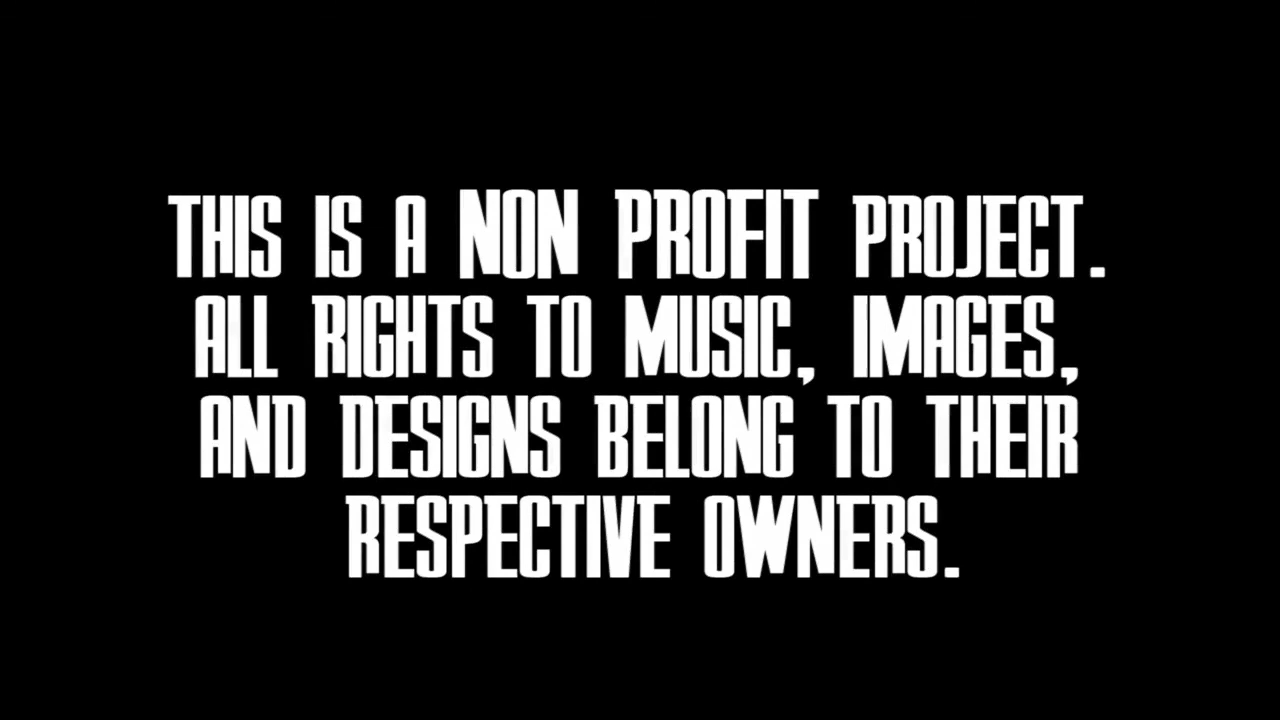 THIS IS A NON PROFIT PROJECT.
ALL RIGHTS TO MUSIC, IMAGES,
AND DESIGNS BELONG TO THEIR
RESPECTIVE OWNERS.